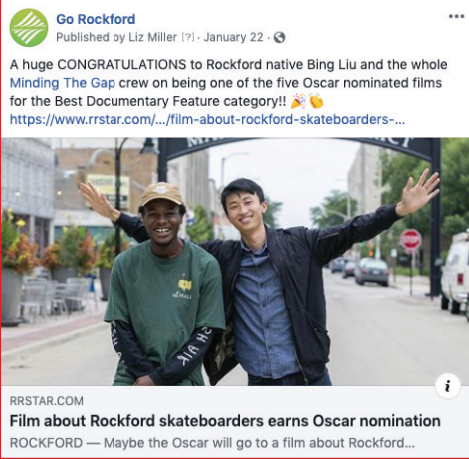 Go Rockford
Published by Liz Miller [?] · January 22 ·
A huge CONGRATULATIONS to Rockford native Bing Liu and the whole
Minding The Gap crew on being one of the five Oscar nominated films
for the Best Documentary Feature category!! 🎉👏
https://www.rrstar.com/.../film-about-rockford-skateboarders-...
RRSTAR.COM
Film about Rockford skateboarders earns Oscar nomination
ROCKFORD — Maybe the Oscar will go to a film about Rockford...